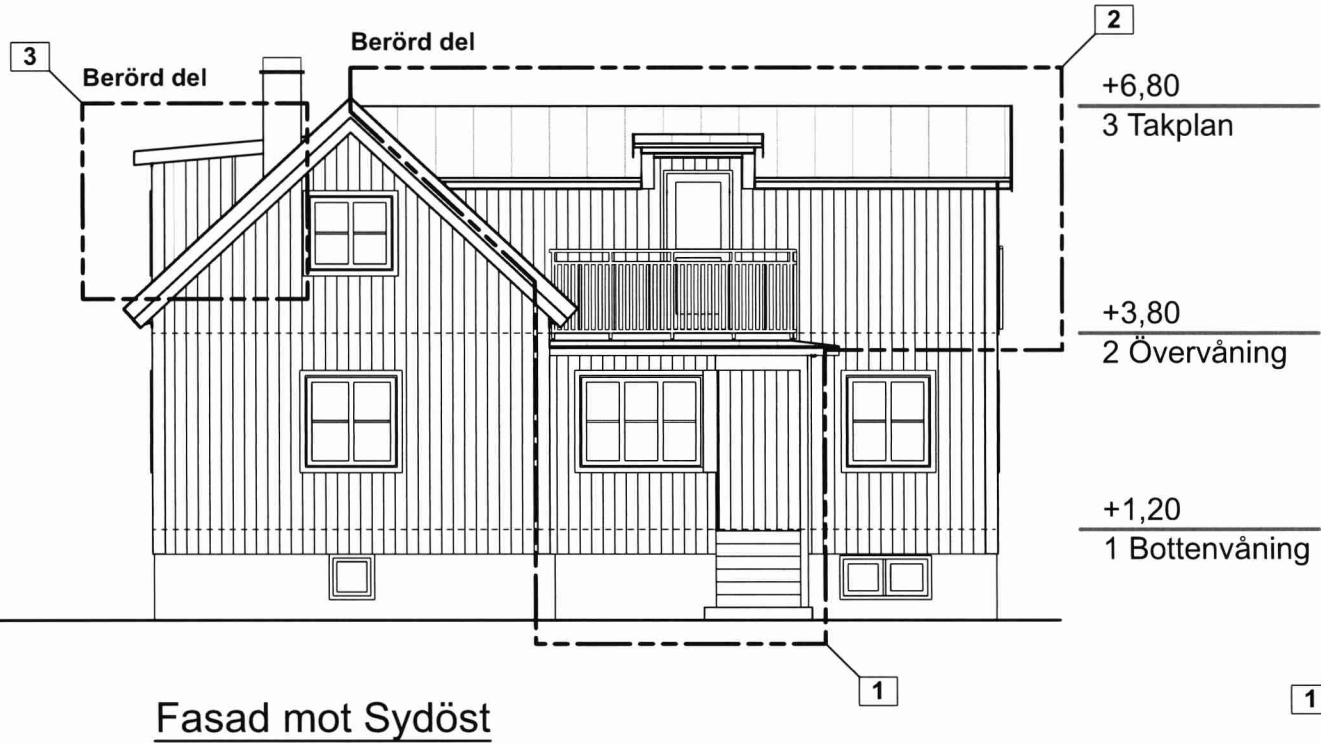 2
3
Berörd del
Berörd del
+6,80
3 Takplan
+3,80
2 Övervåning
+1,20
1 Bottenvåning
1
1
Fasad mot Sydöst